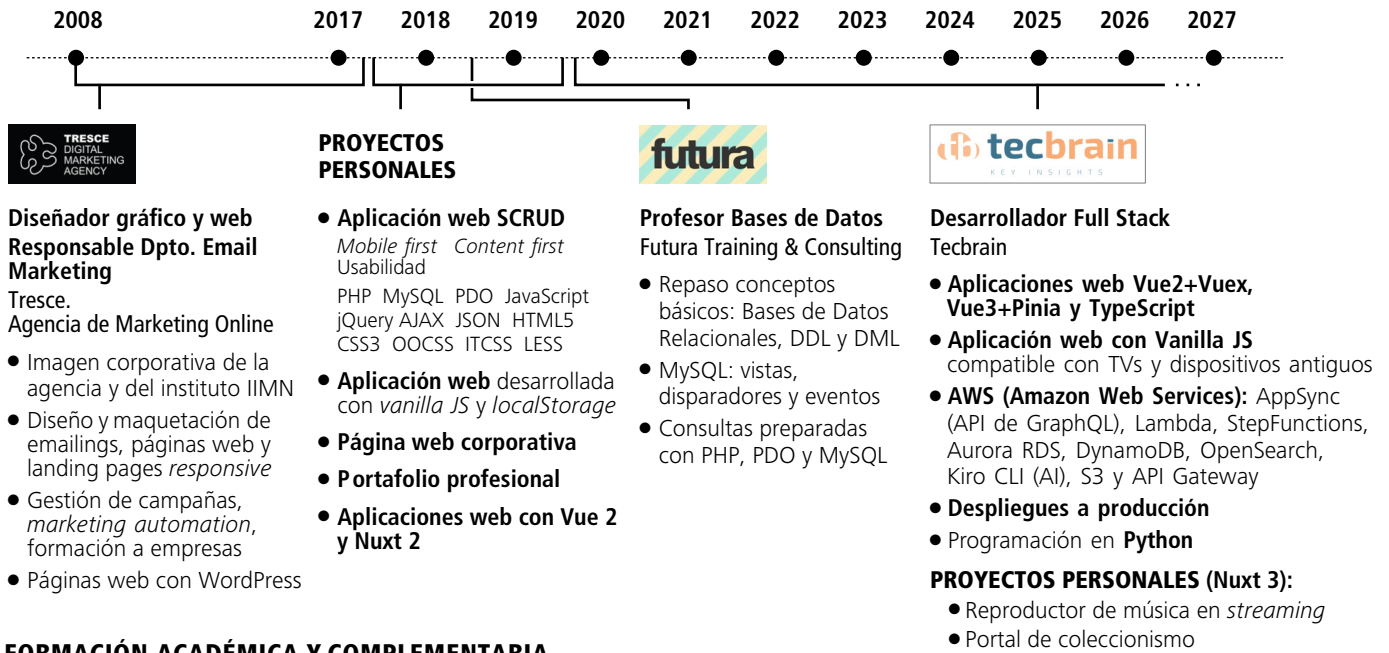 2008 2017 2018 2019 2020 2021 2022 2023 2024 2025 2026 2027
...
TRESCE
DIGITAL
MARKETING
AGENCY
Diseñador gráfico y web
Responsable Dpto. Email
Marketing
Tresce.
Agencia de Marketing Online
• Imagen corporativa de la
agencia y del instituto IIMN
• Diseño y maquetación de
emailings, páginas web y
landing pages responsive
• Gestión de campañas,
marketing automation,
formación a empresas
• Páginas web con WordPress
PROYECTOS
PERSONALES
• Aplicación web SCRUD
Mobile first Content first
Usabilidad
PHP MySQL PDO JavaScript
jQuery AJAX JSON HTML5
CSS3 OOCSS ITCSS LESS
• Aplicación web desarrollada
con vanilla JS y localStorage
• Página web corporativa
• Portafolio profesional
• Aplicaciones web con Vue 2
y Nuxt 2
futura
Profesor Bases de Datos
Futura Training & Consulting
• Repaso conceptos
básicos: Bases de Datos
Relacionales, DDL y DML
• MySQL: vistas,
disparadores y eventos
• Consultas preparadas
con PHP, PDO y MySQL
tb tecbrain
KEY INSIGHTS
Desarrollador Full Stack
Tecbrain
• Aplicaciones web Vue2+Vuex,
Vue3+Pinia y TypeScript
• Aplicación web con Vanilla JS
compatible con TVs y dispositivos antiguos
• AWS (Amazon Web Services): AppSync
(API de GraphQL), Lambda, StepFunctions,
Aurora RDS, DynamoDB, OpenSearch,
Kiro CLI (AI), S3 y API Gateway
• Despliegues a producción
• Programación en Python
PROYECTOS PERSONALES (Nuxt 3):
• Reproductor de música en streaming
• Portal de coleccionismo
FORMACIÓN ACADÉMICA Y COMPLEMENTARIA